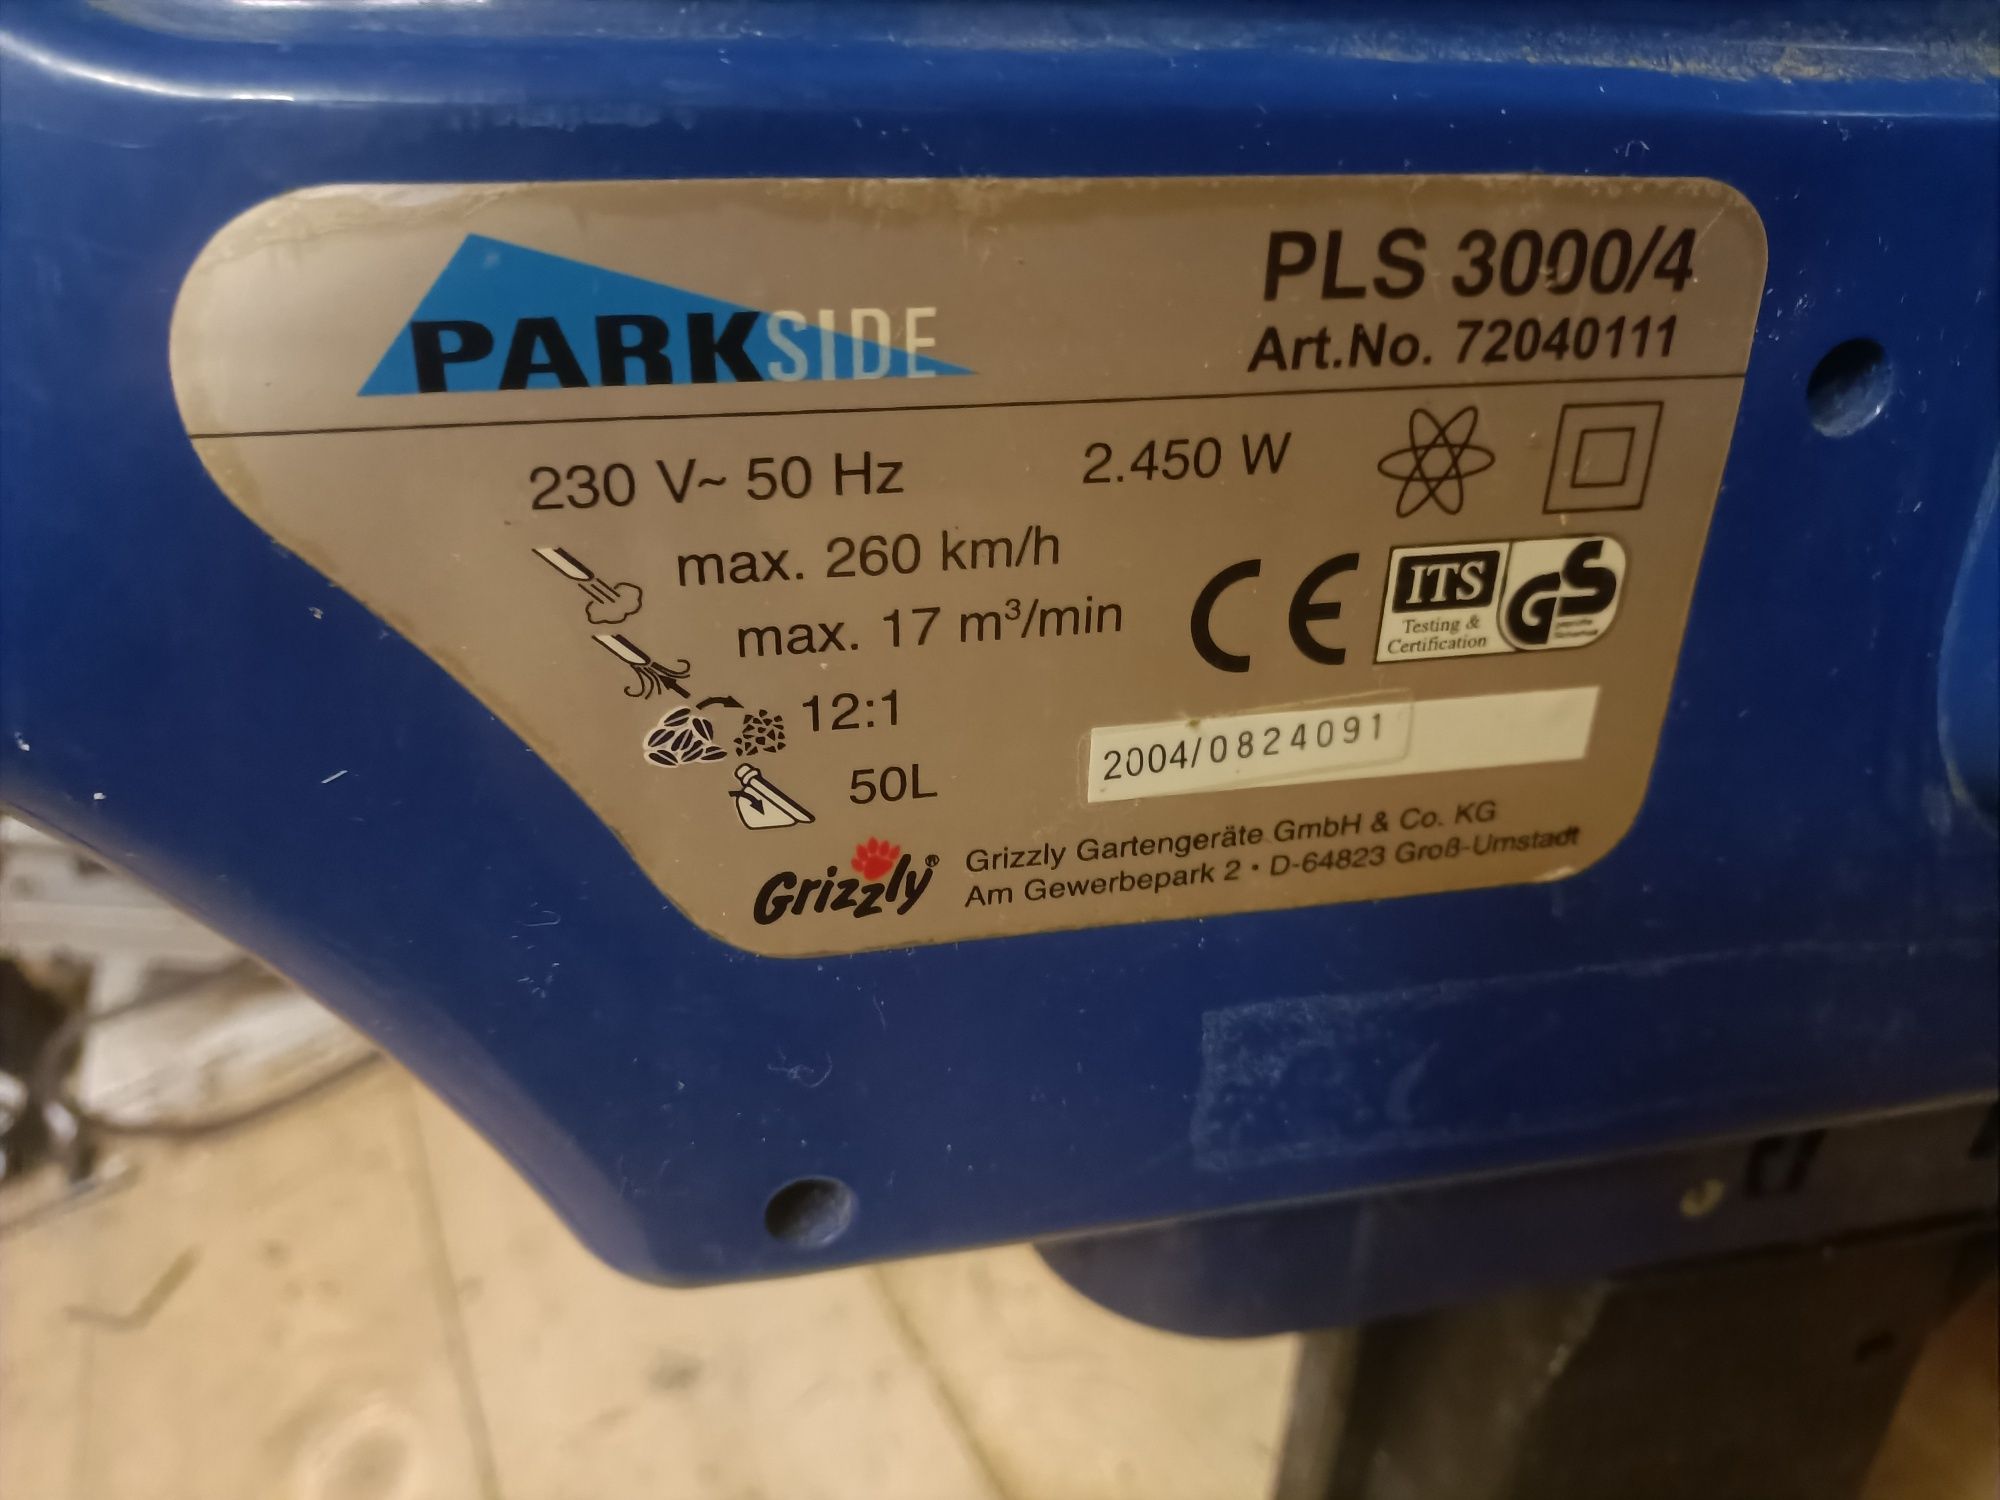 PARKSIDE
PLS 3000/4
Art.No. 72040111
230 V~ 50 Hz
2.450 W
max. 260 km/h
max. 17 m³/min
12:1
50L
CE
ITS
Testing &
Certification
GS
geprüfte
Sicherheit
2004/0824091
Grizzly®
Grizzly Gartengeräte GmbH & Co. KG
Am Gewerbepark 2 · D-64823 Groß-Umstadt